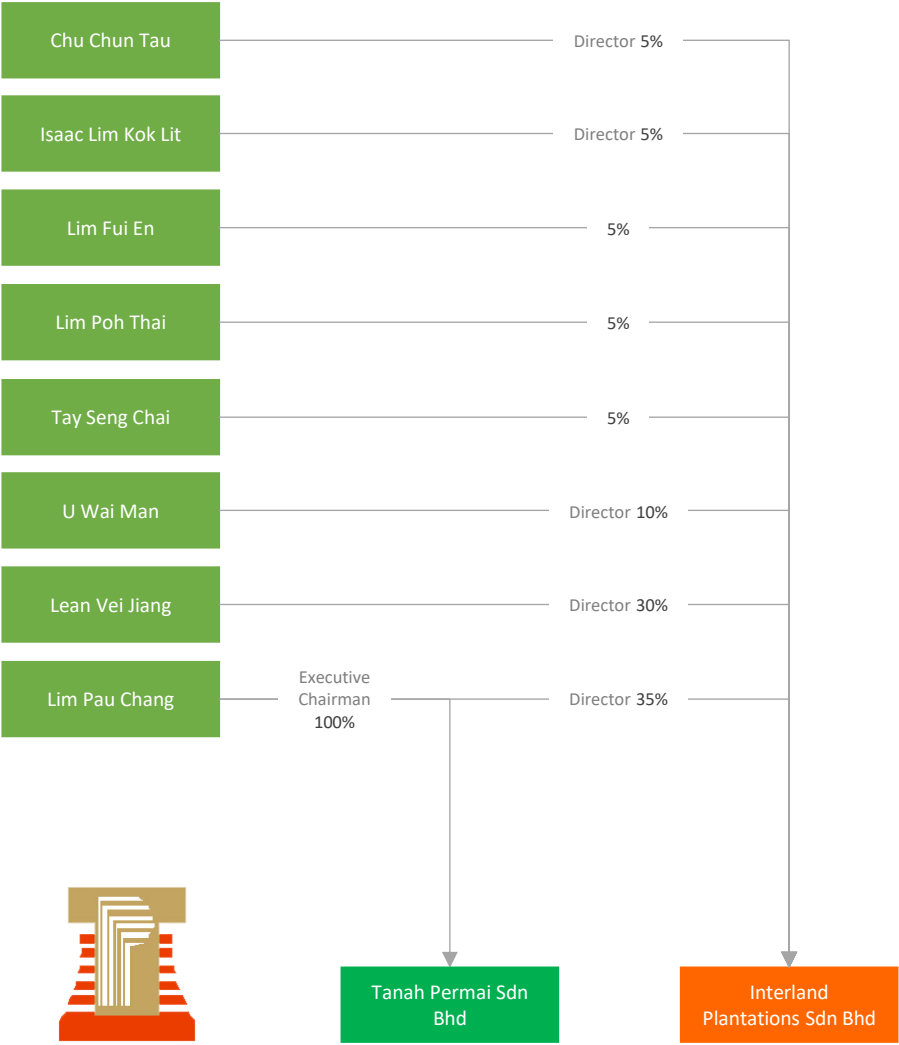 Chu Chun Tau
Director 5%
Isaac Lim Kok Lit
Director 5%
Lim Fui En
5%
Lim Poh Thai
5%
Tay Seng Chai
5%
U Wai Man
Director 10%
Lean Vei Jiang
Director 30%
Lim Pau Chang
Executive
Chairman
100%
Director 35%
Tanah Permai Sdn
Bhd
Interland
Plantations Sdn Bhd